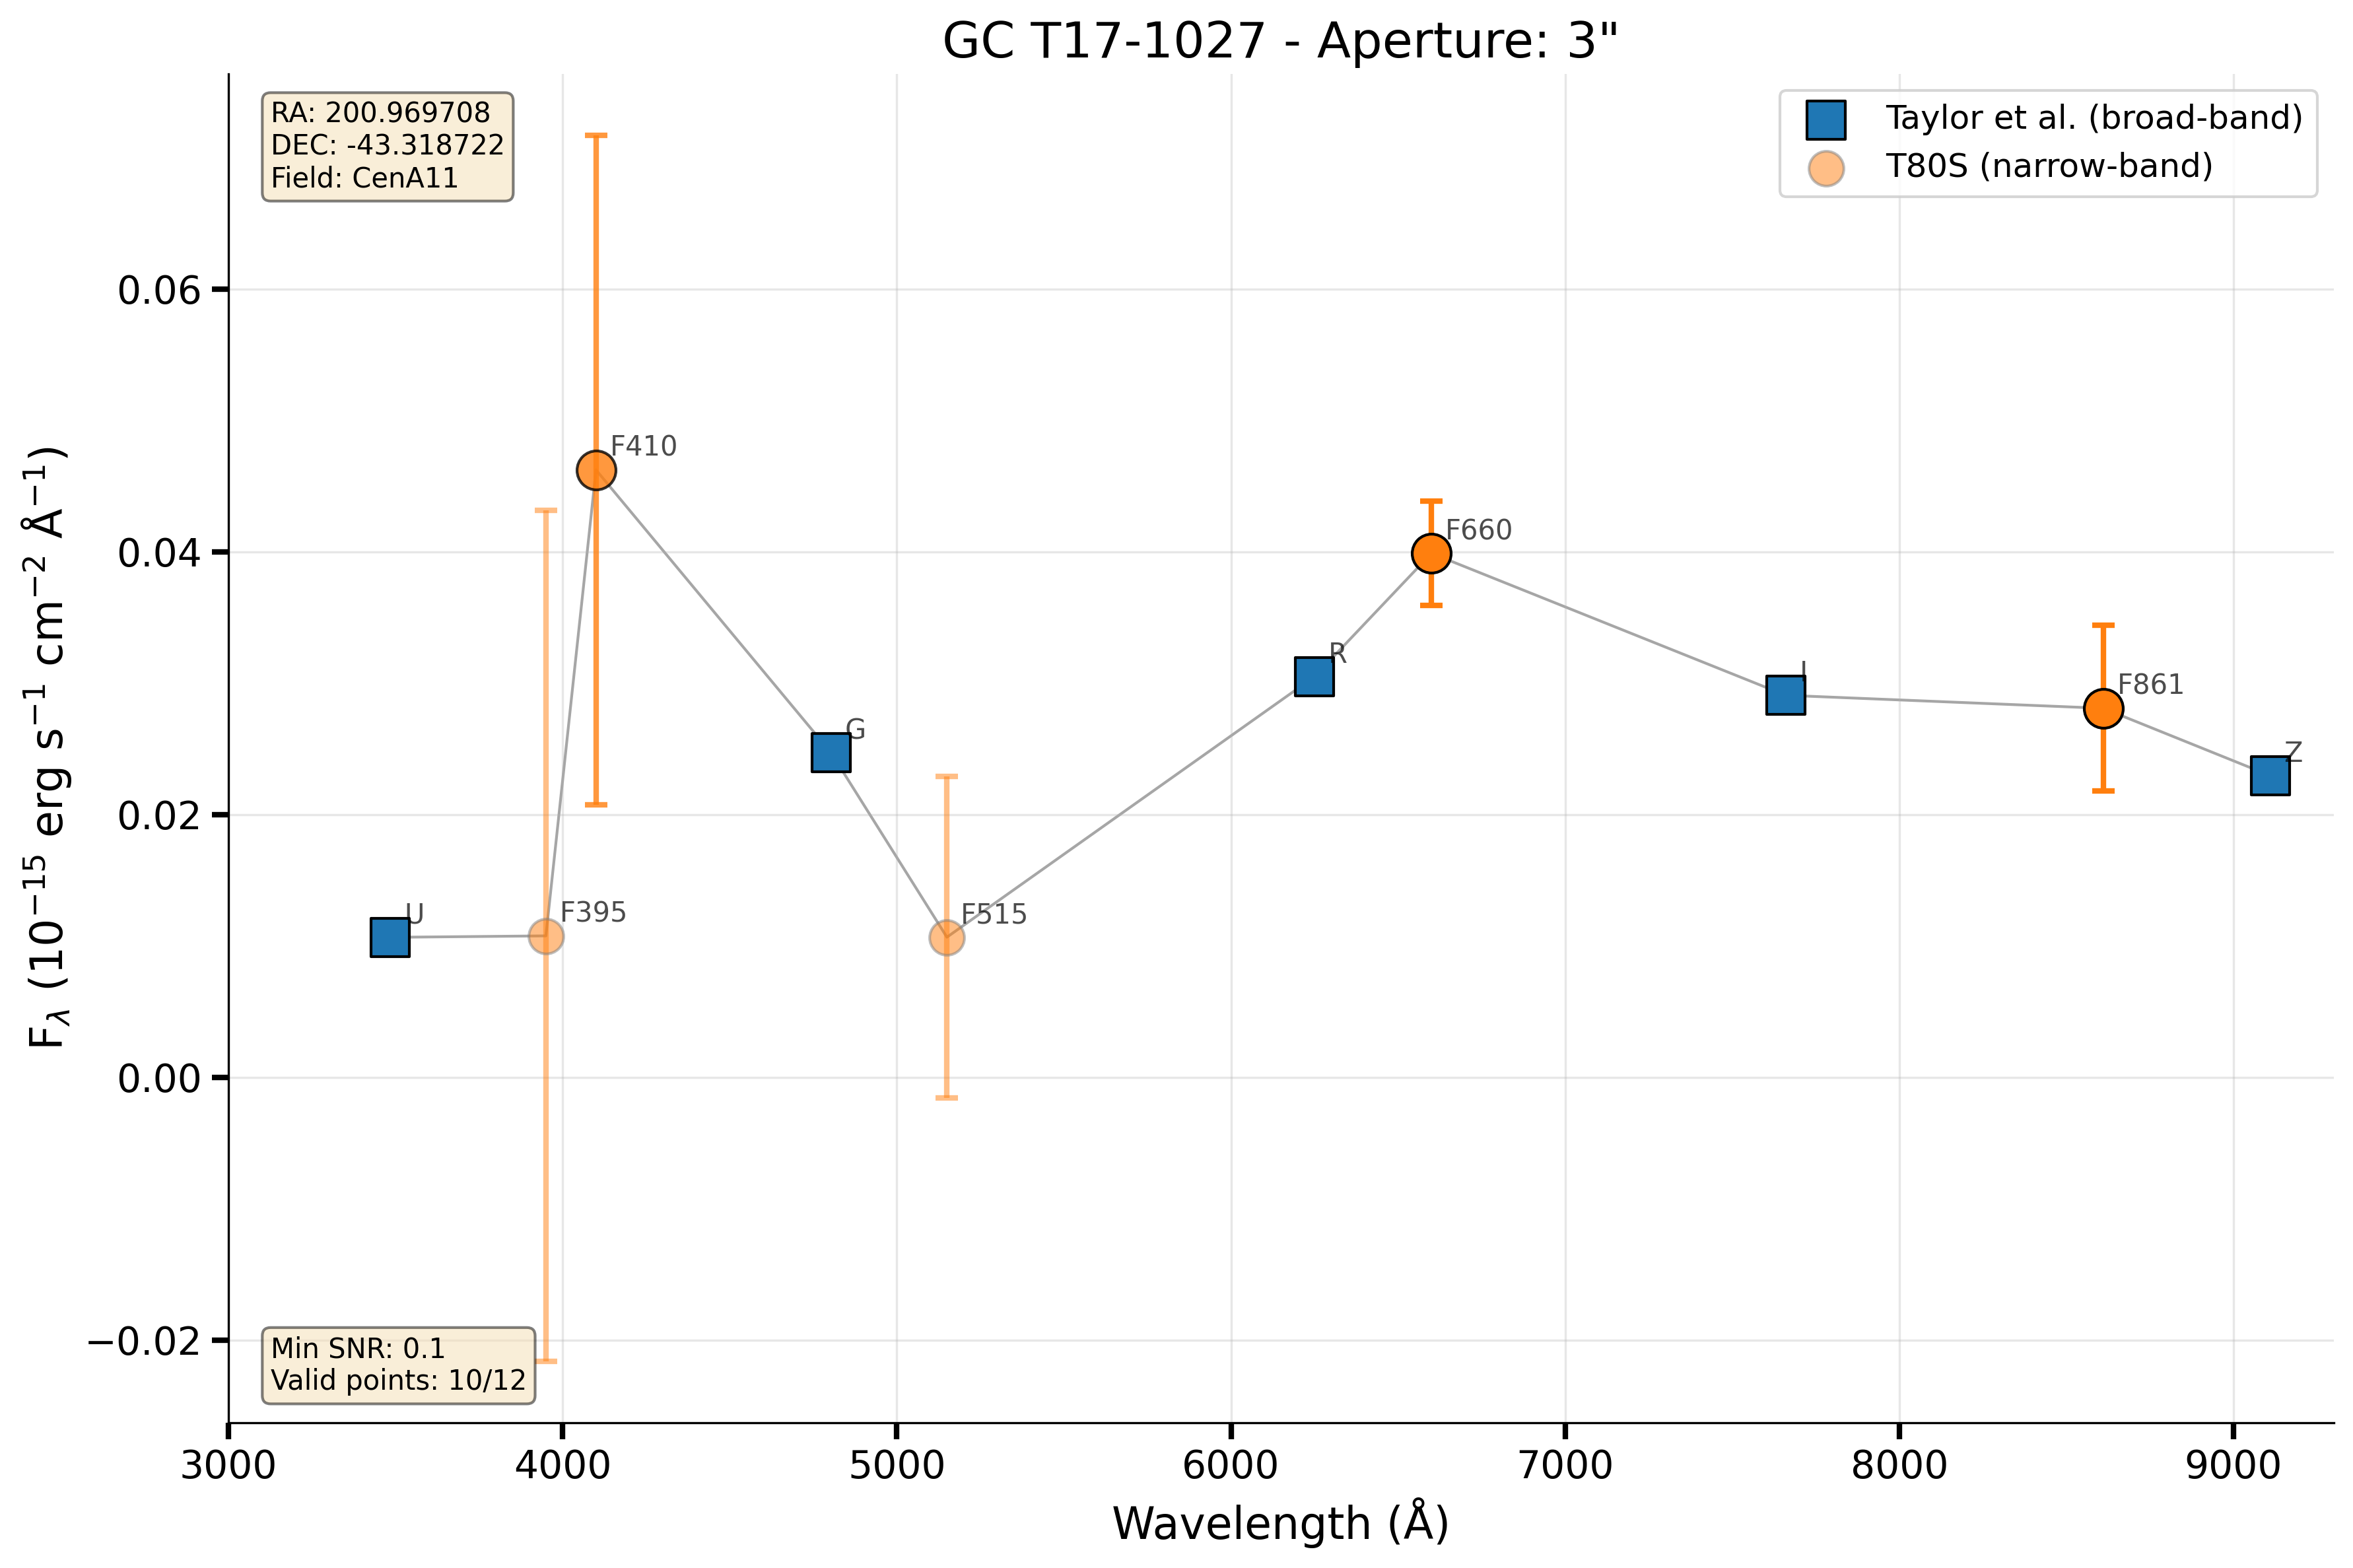 GC T17-1027 - Aperture: 3"
RA: 200.969708
DEC: -43.318722
Field: CenA11
Taylor et al. (broad-band)
T80S (narrow-band)
F410
F660
R
I
F861
G
Z
U
F395
F515
Min SNR: 0.1
Valid points: 10/12
0.06
0.04
0.02
0.00
−0.02
F_λ (10⁻¹⁵ erg s⁻¹ cm⁻² Å⁻¹)
3000 4000 5000 6000 7000 8000 9000
Wavelength (Å)